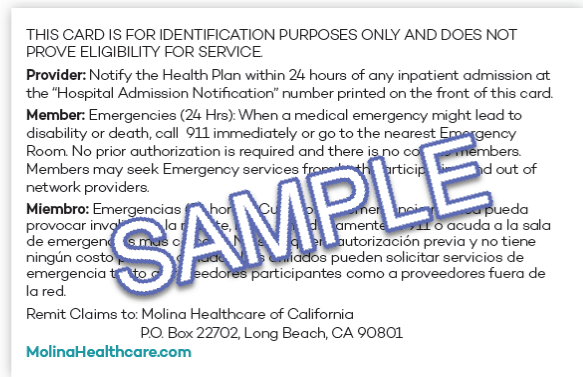 THIS CARD IS FOR IDENTIFICATION PURPOSES ONLY AND DOES NOT
PROVE ELIGIBILITY FOR SERVICE.
Provider: Notify the Health Plan within 24 hours of any inpatient admission at
the “Hospital Admission Notification” number printed on the front of this card.
Member: Emergencies (24 Hrs): When a medical emergency might lead to
disability or death, call 911 immediately or go to the nearest Emergency
Room. No prior authorization is required and there is no members.
Members may seek Emergency services from both and out of
network providers.
Miembro: Emergencias pueda
provocar la 911 o acuda a la sala
de emergencias más autorización previa y no tiene
ningún costo pueden solicitar servicios de
emergencia tanto a proveedores participantes como a proveedores fuera de
la red.
SAMPLE
Remit Claims to: Molina Healthcare of California
P.O. Box 22702, Long Beach, CA 90801
MolinaHealthcare.com